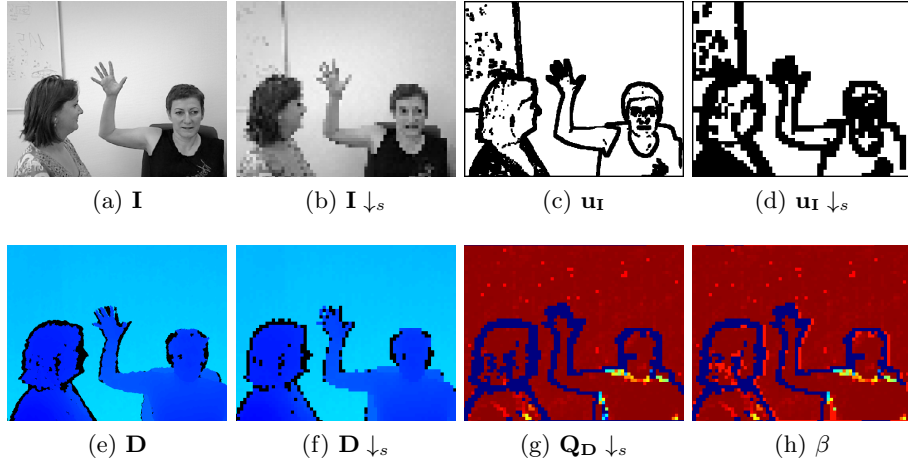 (a) I
(b) I ↓s
(c) uI
(d) uI ↓s
(e) D
(f) D ↓s
(g) QD ↓s
(h) β